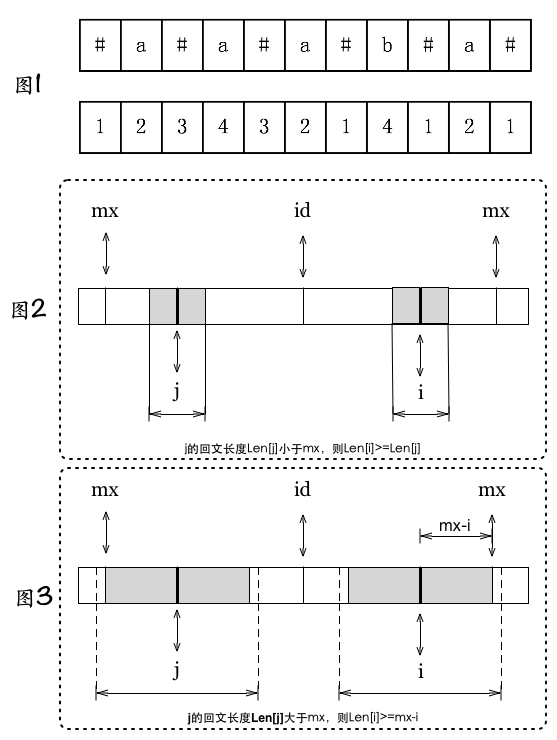 # a # a # a # b # a #
图1
1 2 3 4 3 2 1 4 1 2 1
mx id mx
图2
j i
j的回文长度Len[j]小于mx，则Len[i]>=Len[j]
mx id mx
mx-i
图3
j i
j的回文长度Len[j]大于mx，则Len[i]>=mx-i